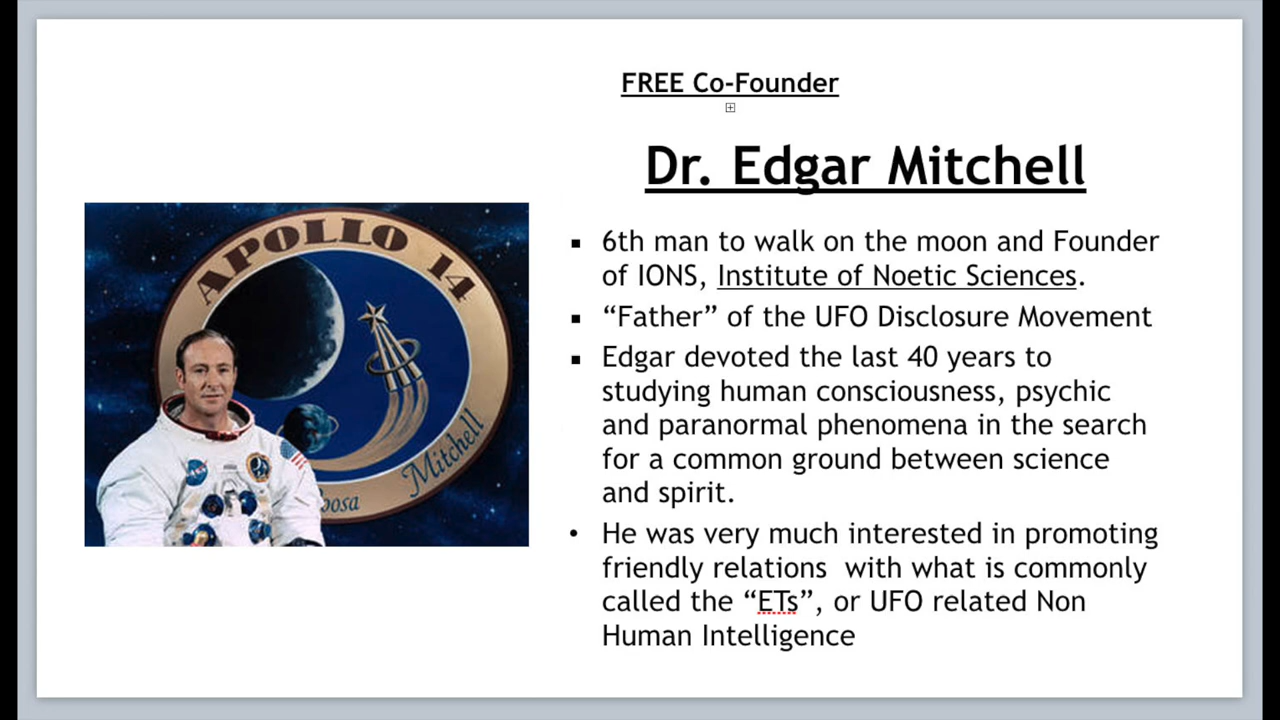 FREE Co-Founder
Dr. Edgar Mitchell
APOLLO 14
Mitchell
▪ 6th man to walk on the moon and Founder
of IONS, Institute of Noetic Sciences.
▪ “Father” of the UFO Disclosure Movement
▪ Edgar devoted the last 40 years to
studying human consciousness, psychic
and paranormal phenomena in the search
for a common ground between science
and spirit.
• He was very much interested in promoting
friendly relations  with what is commonly
called the “ETs”, or UFO related Non
Human Intelligence